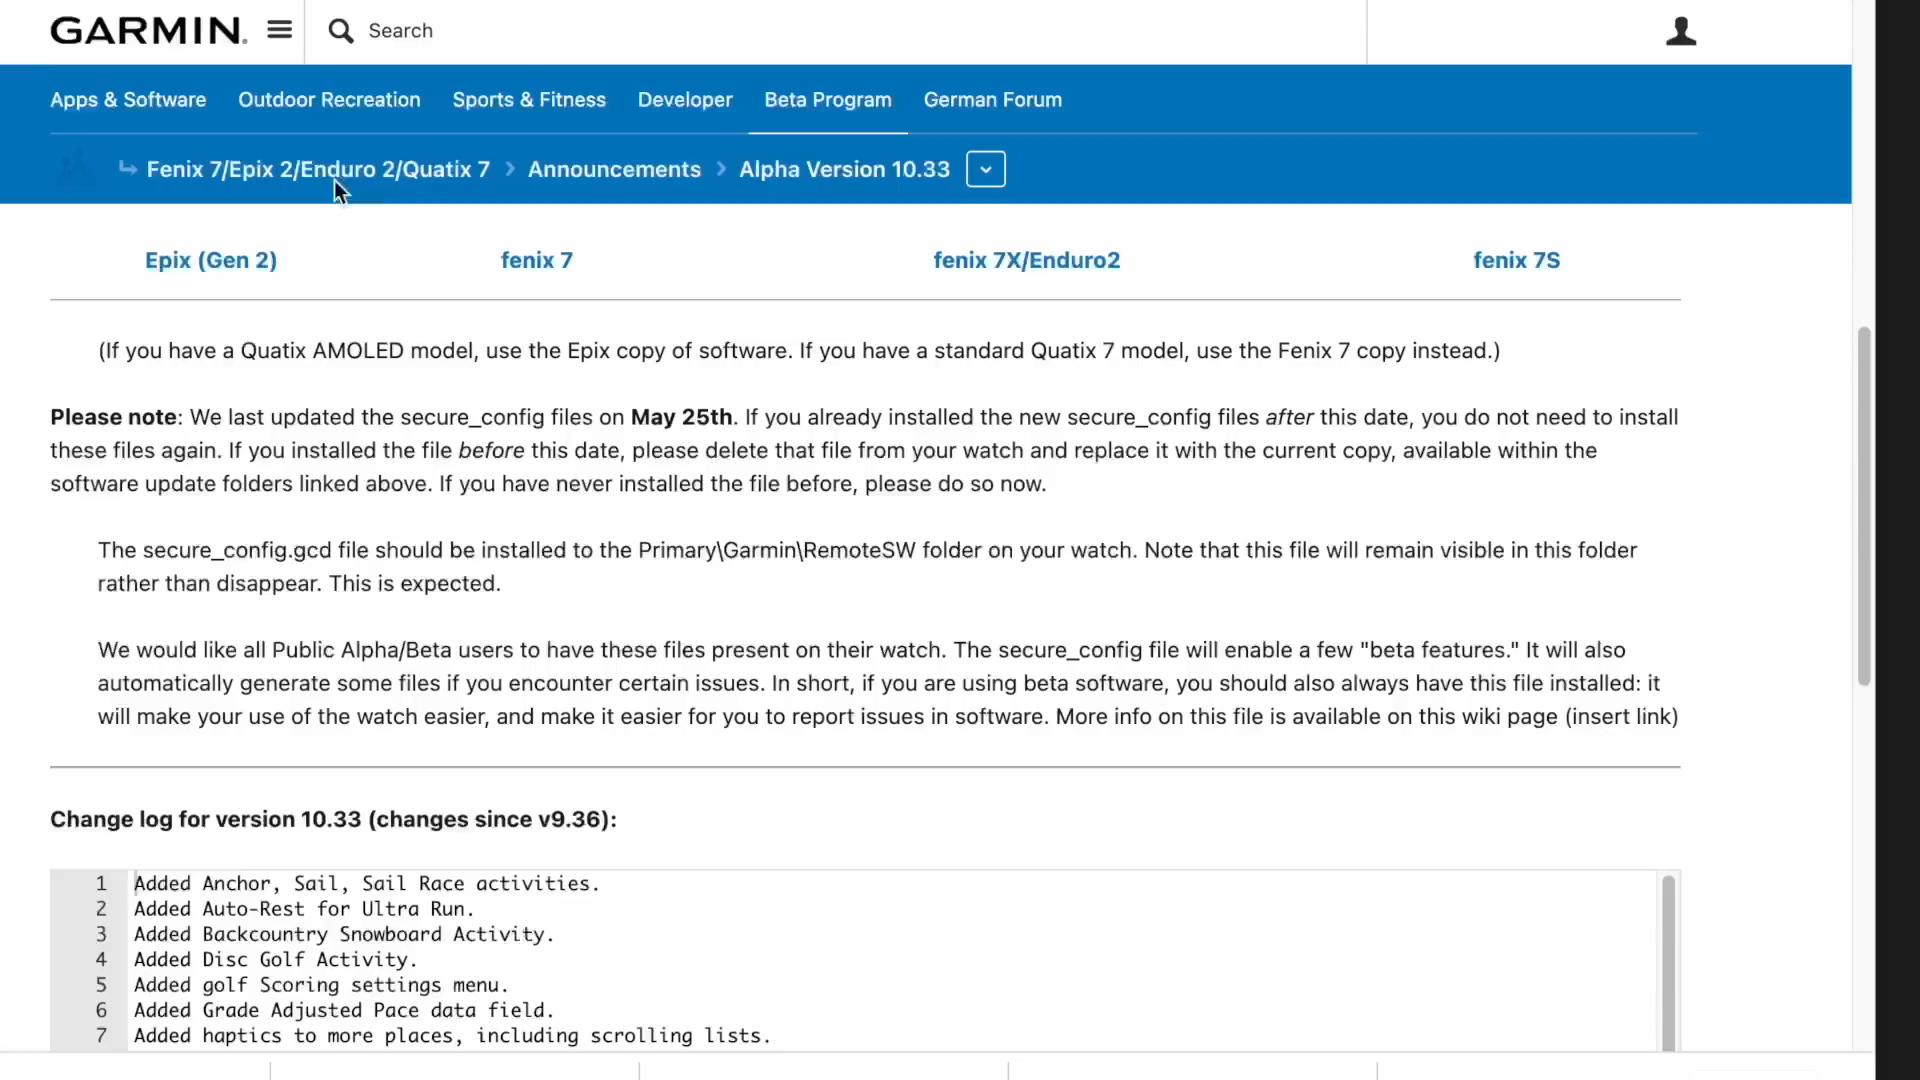 GARMIN.
Search
Apps & Software Outdoor Recreation Sports & Fitness Developer Beta Program German Forum
Fenix 7/Epix 2/Enduro 2/Quatix 7 > Announcements > Alpha Version 10.33
Epix (Gen 2) fenix 7 fenix 7X/Enduro2 fenix 7S
(If you have a Quatix AMOLED model, use the Epix copy of software. If you have a standard Quatix 7 model, use the Fenix 7 copy instead.)
Please note: We last updated the secure_config files on May 25th. If you already installed the new secure_config files after this date, you do not need to install
these files again. If you installed the file before this date, please delete that file from your watch and replace it with the current copy, available within the
software update folders linked above. If you have never installed the file before, please do so now.
The secure_config.gcd file should be installed to the Primary\Garmin\RemoteSW folder on your watch. Note that this file will remain visible in this folder
rather than disappear. This is expected.
We would like all Public Alpha/Beta users to have these files present on their watch. The secure_config file will enable a few "beta features." It will also
automatically generate some files if you encounter certain issues. In short, if you are using beta software, you should also always have this file installed: it
will make your use of the watch easier, and make it easier for you to report issues in software. More info on this file is available on this wiki page (insert link)
Change log for version 10.33 (changes since v9.36):
1 Added Anchor, Sail, Sail Race activities.
2 Added Auto-Rest for Ultra Run.
3 Added Backcountry Snowboard Activity.
4 Added Disc Golf Activity.
5 Added golf Scoring settings menu.
6 Added Grade Adjusted Pace data field.
7 Added haptics to more places, including scrolling lists.